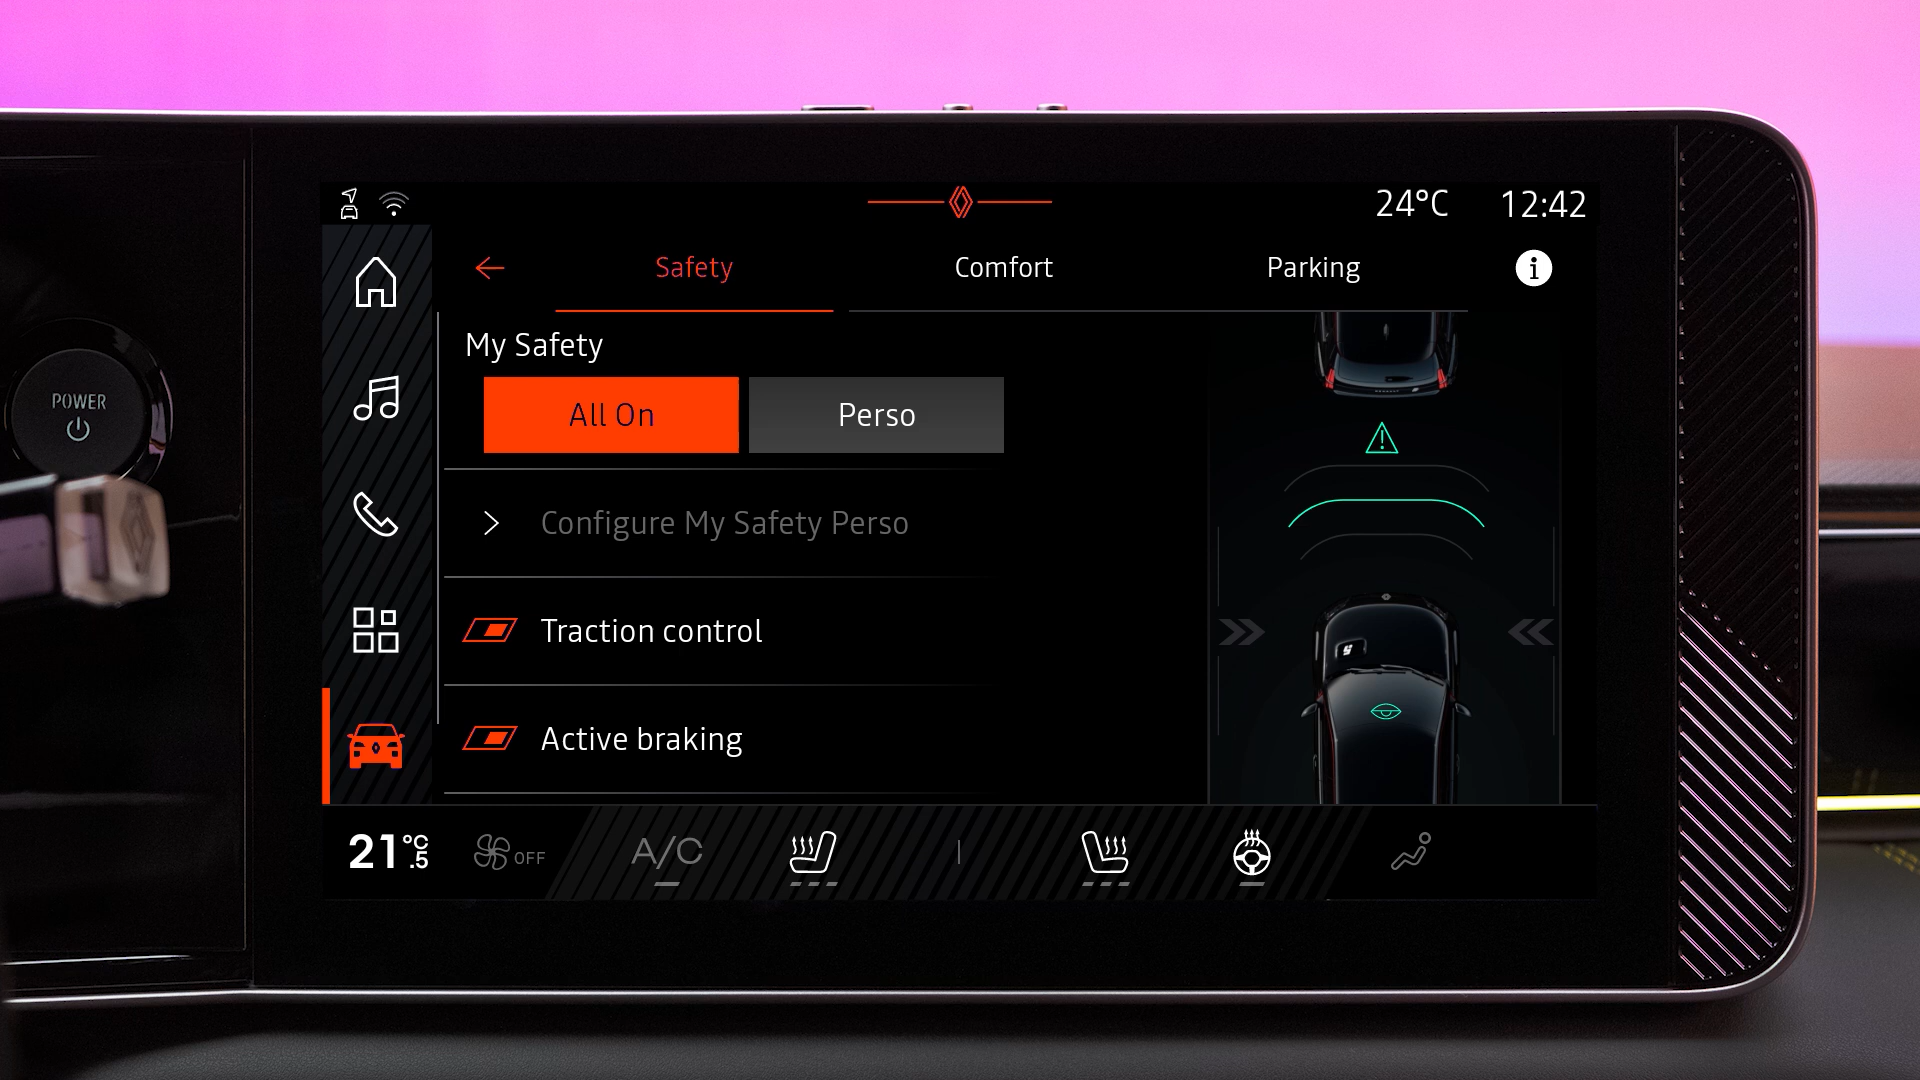 24°C 12:42
Safety Comfort Parking
i
My Safety
POWER
All On Perso
Configure My Safety Perso
Traction control
Active braking
21.5°C OFF A/C